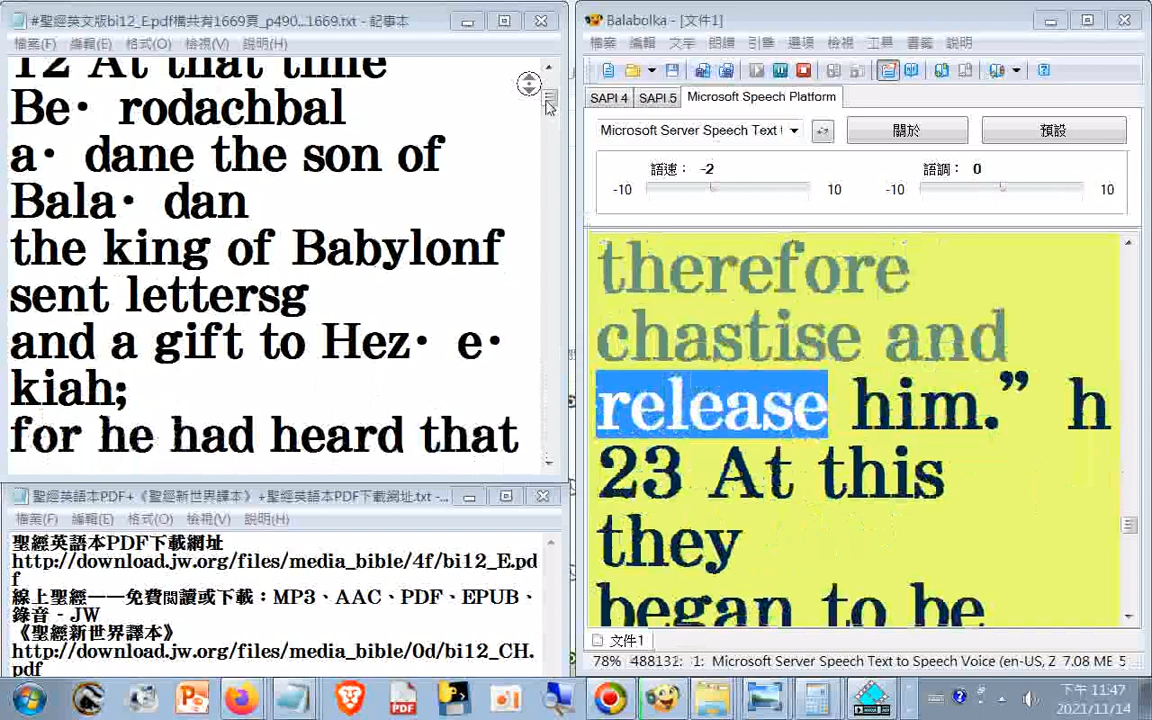 #聖經英文版bi12_E.pdf檔共有1669頁_p490...1669.txt - 記事本
檔案(F) 編輯(E) 格式(O) 檢視(V) 說明(H)
12 At that time
Be· rodachbal
a· dane the son of
Bala· dan
the king of Babylonf
sent lettersg
and a gift to Hez· e·
kiah;
for he had heard that
聖經英語本PDF+《聖經新世界譯本》+聖經英語本PDF下載網址.txt - ...
檔案(F) 編輯(E) 格式(O) 檢視(V) 說明(H)
聖經英語本PDF下載網址
http://download.jw.org/files/media_bible/4f/bi12_E.pd
f
線上聖經——免費閱讀或下載：MP3、AAC、PDF、EPUB、
錄音 - JW
《聖經新世界譯本》
http://download.jw.org/files/media_bible/0d/bi12_CH.
pdf
Balabolka - [文件1]
檔案 編輯 文字 朗讀 引擎 選項 檢視 工具 書籤 說明
SAPI 4 SAPI 5 Microsoft Speech Platform
Microsoft Server Speech Text 關於 預設
語速： -2 語調： 0
-10 10 -10 10
therefore
chastise and
release him.” h
23 At this
they
began to be
文件1
78% 488132: 1: Microsoft Server Speech Text to Speech Voice (en-US, Z 7.08 ME 5
下午 11:47
2021/11/14